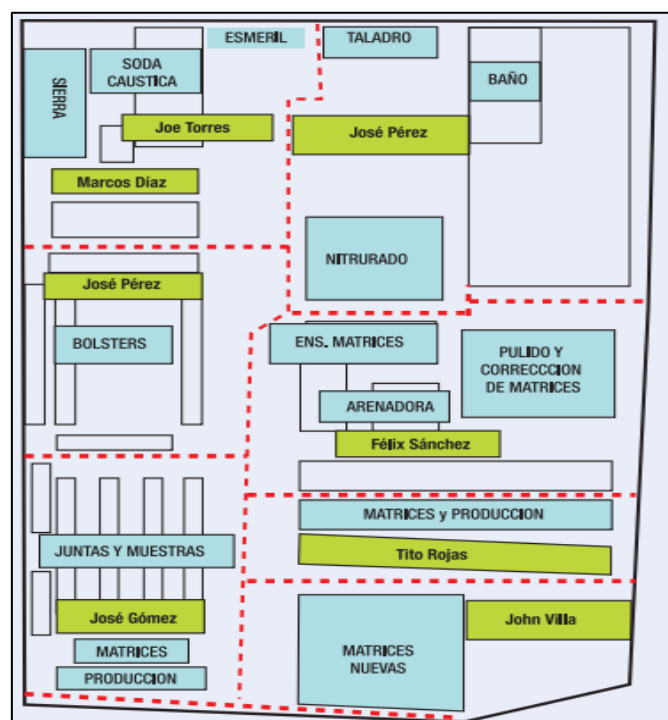 ESMERIL
TALADRO
SIERRA
SODA
CAUSTICA
BAÑO
Joe Torres
José Pérez
Marcos Díaz
NITRURADO
José Pérez
BOLSTERS
ENS. MATRICES
PULIDO Y
CORRECCCION
DE MATRICES
ARENADORA
Félix Sánchez
MATRICES y PRODUCCION
JUNTAS Y MUESTRAS
Tito Rojas
José Gómez
John Villa
MATRICES
PRODUCCION
MATRICES
NUEVAS